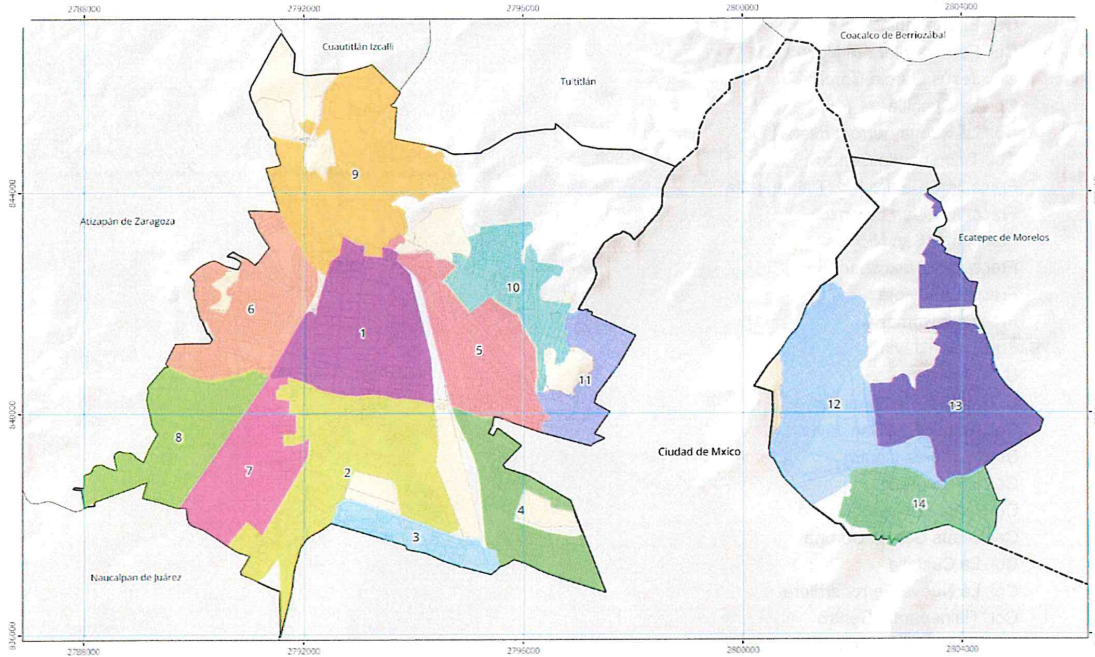 2788000 2792000 2796000 2800000 2804000
Coacalco de Berriozábal
Cuautitlán Izcalli
Tultitlán
9
844000
Atizapán de Zaragoza
Ecatepec de Morelos
10
6
1
5
11
12
13
840000
8
Ciudad de Mxico
7
2
14
4
3
Naucalpan de Juárez
836000
2788000 2792000 2796000 2800000 2804000